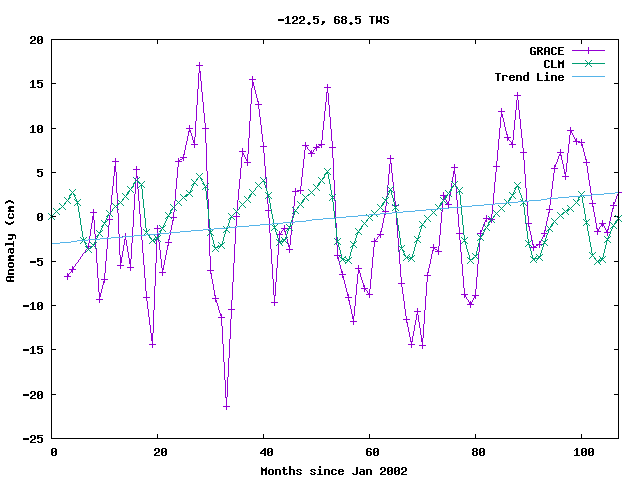 -122.5, 68.5 TWS
GRACE
CLM
Trend Line
20
15
10
5
0
-5
-10
-15
-20
-25
Anomaly (cm)
0 20 40 60 80 100
Months since Jan 2002